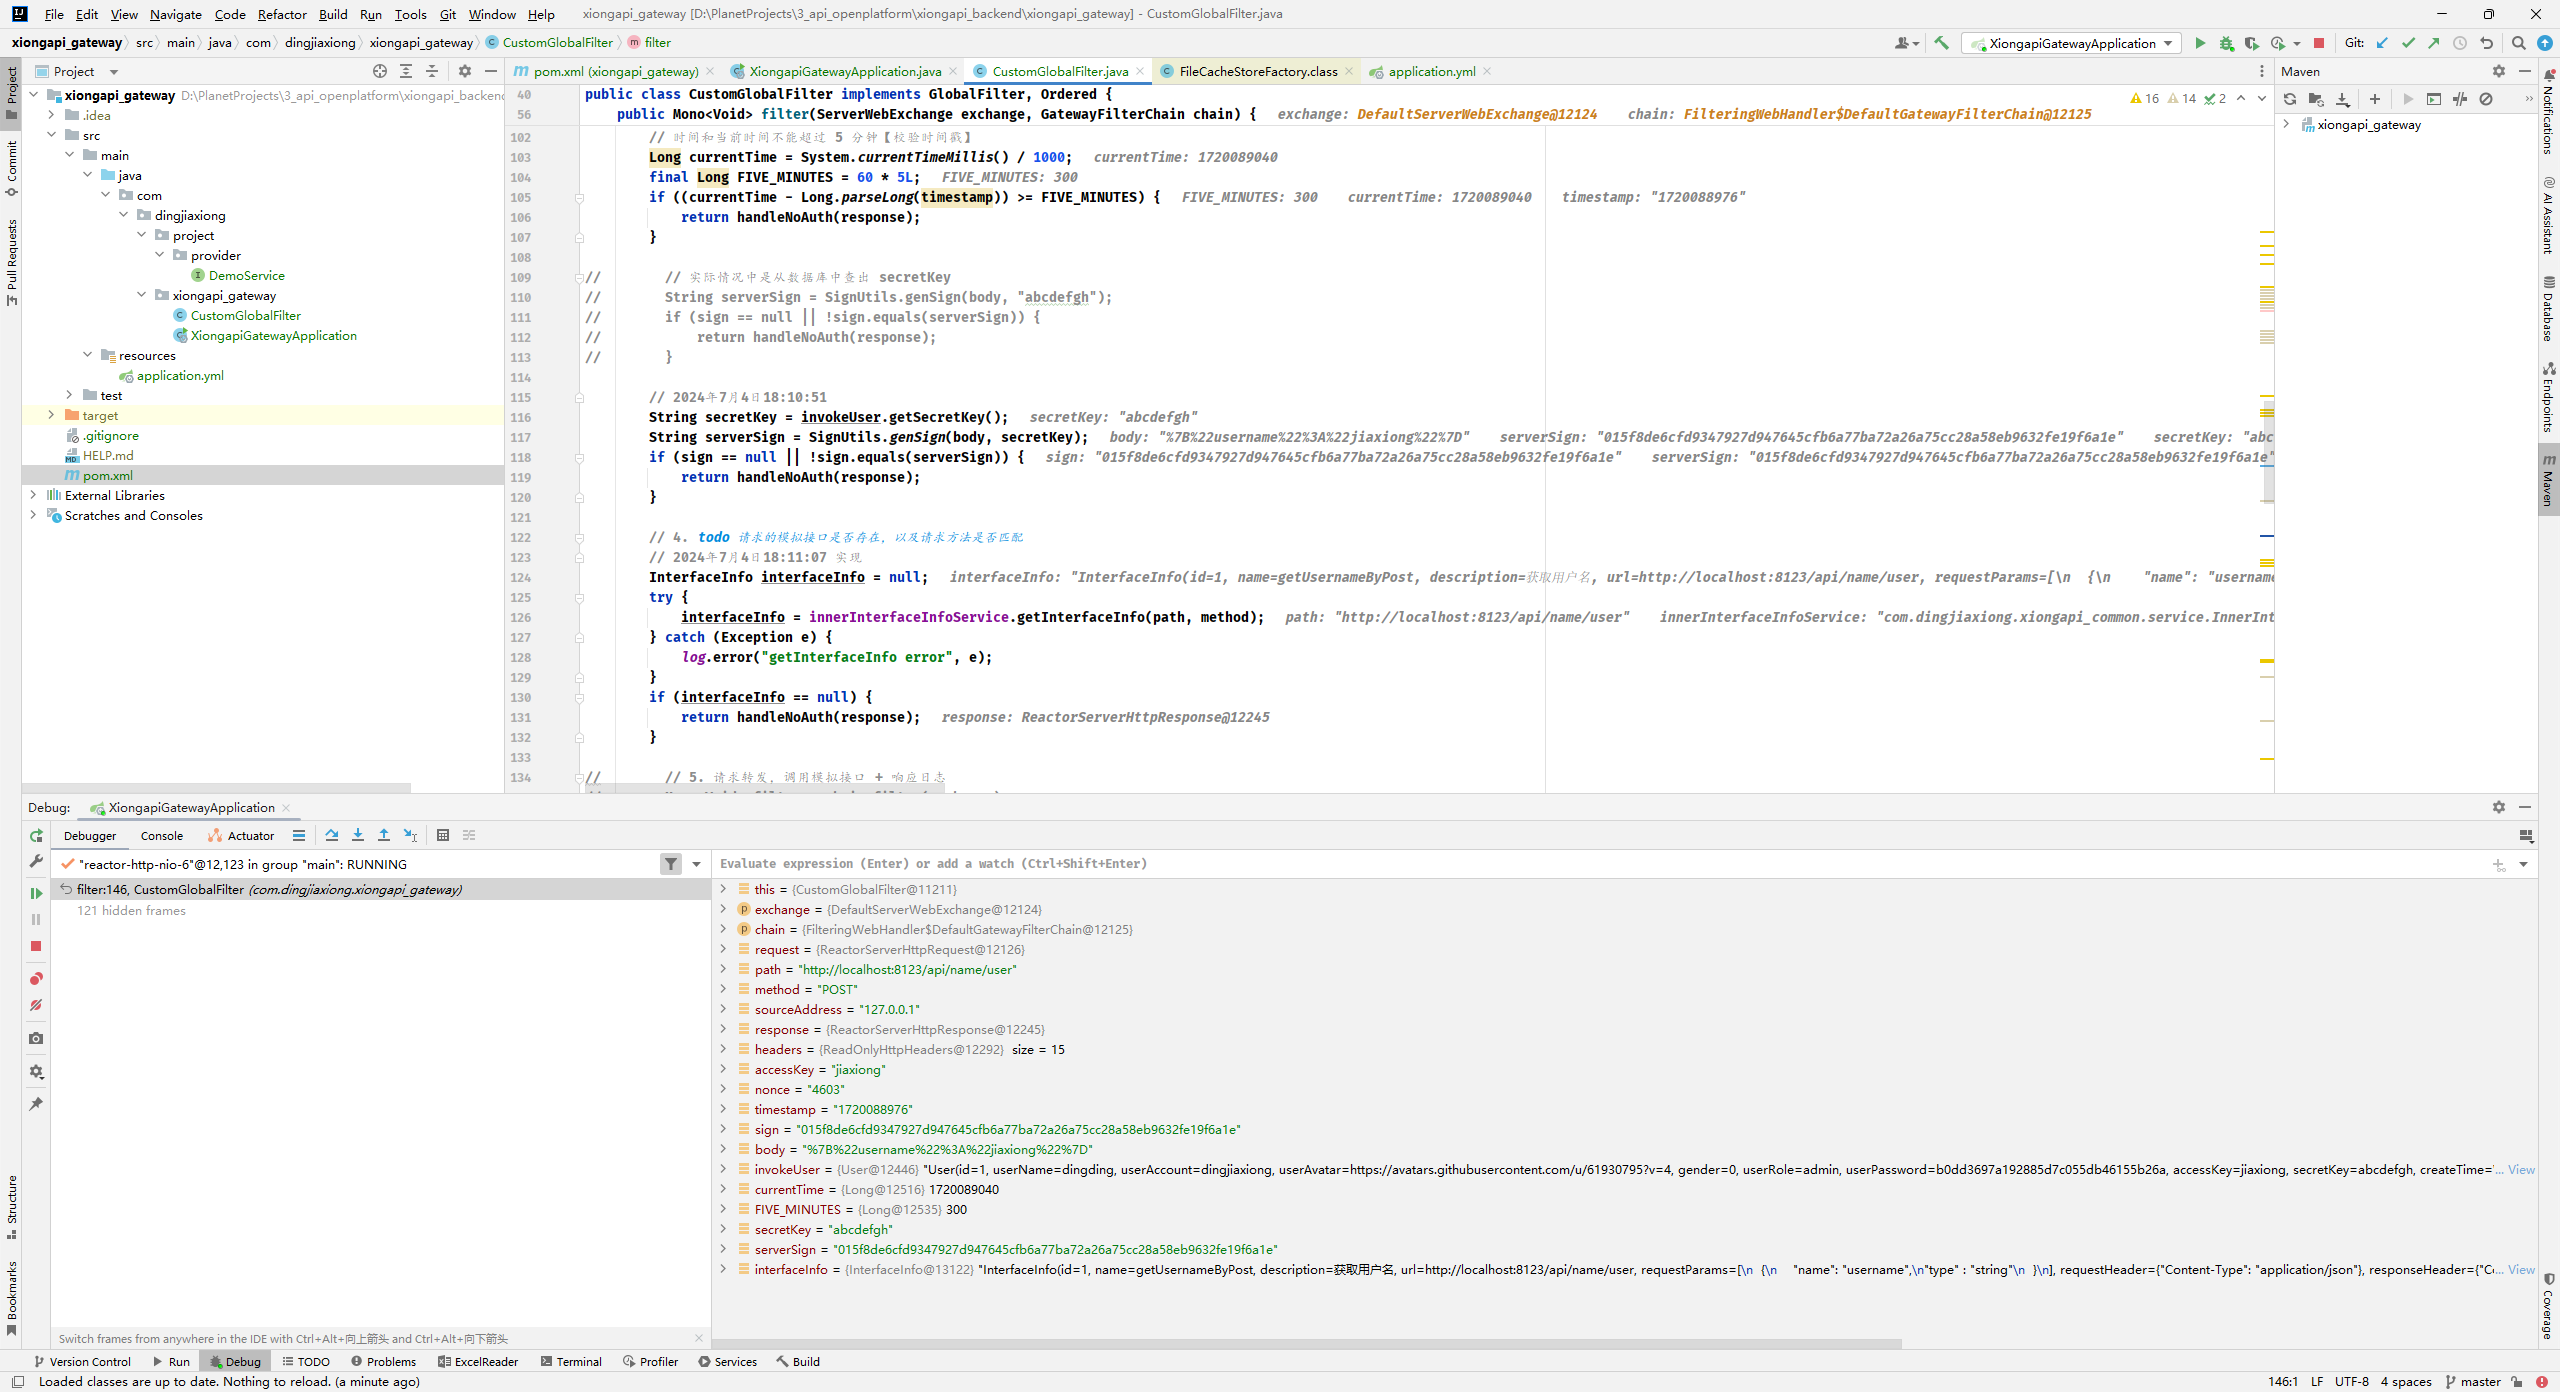 File Edit View Navigate Code Refactor Build Run Tools Git Window Help xiongapi_gateway [D:\PlanetProjects\3_api_openplatform\xiongapi_backend\xiongapi_gateway] - CustomGlobalFilter.java
xiongapi_gateway src main java com dingjiaxiong xiongapi_gateway CustomGlobalFilter filter XiongapiGatewayApplication Git:
Project
pom.xml (xiongapi_gateway) XiongapiGatewayApplication.java CustomGlobalFilter.java FileCacheStoreFactory.class application.yml
Maven
xiongapi_gateway D:\PlanetProjects\3_api_openplatform\xiongapi_backend
.idea
src
main
java
com
dingjiaxiong
project
provider
DemoService
xiongapi_gateway
CustomGlobalFilter
XiongapiGatewayApplication
resources
application.yml
test
target
.gitignore
HELP.md
pom.xml
External Libraries
Scratches and Consoles
16 14 2
xiongapi_gateway
40 public class CustomGlobalFilter implements GlobalFilter, Ordered {
56 public Mono<Void> filter(ServerWebExchange exchange, GatewayFilterChain chain) { exchange: DefaultServerWebExchange@12124 chain: FilteringWebHandler$DefaultGatewayFilterChain@12125
102 // 时间和当前时间不能超过 5 分钟【校验时间戳】
103 Long currentTime = System.currentTimeMillis() / 1000; currentTime: 1720089040
104 final Long FIVE_MINUTES = 60 * 5L; FIVE_MINUTES: 300
105 if ((currentTime - Long.parseLong(timestamp)) >= FIVE_MINUTES) { FIVE_MINUTES: 300 currentTime: 1720089040 timestamp: "1720088976"
106 return handleNoAuth(response);
107 }
108
109 // // 实际情况中是从数据库中查出 secretKey
110 // String serverSign = SignUtils.genSign(body, "abcdefgh");
111 // if (sign == null || !sign.equals(serverSign)) {
112 // return handleNoAuth(response);
113 // }
114
115 // 2024年7月4日18:10:51
116 String secretKey = invokeUser.getSecretKey(); secretKey: "abcdefgh"
117 String serverSign = SignUtils.genSign(body, secretKey); body: "%7B%22username%22%3A%22jiaxiong%22%7D" serverSign: "015f8de6cfd9347927d947645cfb6a77ba72a26a75cc28a58eb9632fe19f6a1e" secretKey: "abc
118 if (sign == null || !sign.equals(serverSign)) { sign: "015f8de6cfd9347927d947645cfb6a77ba72a26a75cc28a58eb9632fe19f6a1e" serverSign: "015f8de6cfd9347927d947645cfb6a77ba72a26a75cc28a58eb9632fe19f6a1e"
119 return handleNoAuth(response);
120 }
121
122 // 4. todo 请求的模拟接口是否存在，以及请求方法是否匹配
123 // 2024年7月4日18:11:07 实现
124 InterfaceInfo interfaceInfo = null; interfaceInfo: "InterfaceInfo(id=1, name=getUsernameByPost, description=获取用户名, url=http://localhost:8123/api/name/user, requestParams=[\n {\n "name": "username
125 try {
126 interfaceInfo = innerInterfaceInfoService.getInterfaceInfo(path, method); path: "http://localhost:8123/api/name/user" innerInterfaceInfoService: "com.dingjiaxiong.xiongapi_common.service.InnerInt
127 } catch (Exception e) {
128 log.error("getInterfaceInfo error", e);
129 }
130 if (interfaceInfo == null) {
131 return handleNoAuth(response); response: ReactorServerHttpResponse@12245
132 }
133
134 // // 5. 请求转发，调用模拟接口 + 响应日志
Debug: XiongapiGatewayApplication
Debugger Console Actuator
"reactor-http-nio-6"@12,123 in group "main": RUNNING
filter:146, CustomGlobalFilter (com.dingjiaxiong.xiongapi_gateway)
121 hidden frames
Evaluate expression (Enter) or add a watch (Ctrl+Shift+Enter)
this = {CustomGlobalFilter@11211}
exchange = {DefaultServerWebExchange@12124}
chain = {FilteringWebHandler$DefaultGatewayFilterChain@12125}
request = {ReactorServerHttpRequest@12126}
path = "http://localhost:8123/api/name/user"
method = "POST"
sourceAddress = "127.0.0.1"
response = {ReactorServerHttpResponse@12245}
headers = {ReadOnlyHttpHeaders@12292} size = 15
accessKey = "jiaxiong"
nonce = "4603"
timestamp = "1720088976"
sign = "015f8de6cfd9347927d947645cfb6a77ba72a26a75cc28a58eb9632fe19f6a1e"
body = "%7B%22username%22%3A%22jiaxiong%22%7D"
invokeUser = {User@12446} "User(id=1, userName=dingding, userAccount=dingjiaxiong, userAvatar=https://avatars.githubusercontent.com/u/61930795?v=4, gender=0, userRole=admin, userPassword=b0dd3697a192885d7c055db46155b26a, accessKey=jiaxiong, secretKey=abcdefgh, createTime=... View
currentTime = {Long@12516} 1720089040
FIVE_MINUTES = {Long@12535} 300
secretKey = "abcdefgh"
serverSign = "015f8de6cfd9347927d947645cfb6a77ba72a26a75cc28a58eb9632fe19f6a1e"
interfaceInfo = {InterfaceInfo@13122} "InterfaceInfo(id=1, name=getUsernameByPost, description=获取用户名, url=http://localhost:8123/api/name/user, requestParams=[\n {\n "name": "username",\n"type" : "string"\n }\n], requestHeader={"Content-Type": "application/json"}, responseHeader={"C... View
Switch frames from anywhere in the IDE with Ctrl+Alt+向上箭头 and Ctrl+Alt+向下箭头
Version Control Run Debug TODO Problems ExcelReader Terminal Profiler Services Build
Loaded classes are up to date. Nothing to reload. (a minute ago) 146:1 LF UTF-8 4 spaces master
Project
Commit
Pull Requests
Structure
Bookmarks
Notifications
AI Assistant
Database
Endpoints
Maven
Coverage